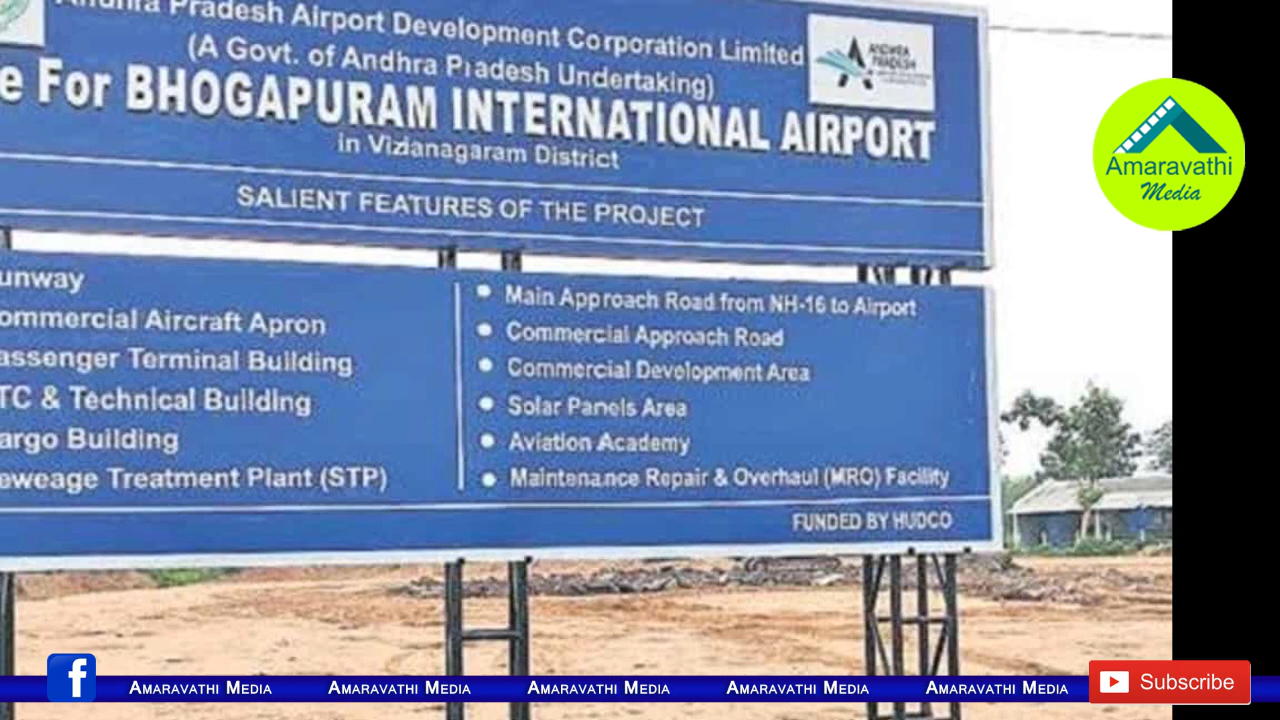 Andhra Pradesh Airport Development Corporation Limited
(A Govt. of Andhra Pradesh Undertaking)
e For BHOGAPURAM INTERNATIONAL AIRPORT
in Vizianagaram District
SALIENT FEATURES OF THE PROJECT
unway
ommercial Aircraft Apron
assenger Terminal Building
TC & Technical Building
argo Building
eweage Treatment Plant (STP)
Main Approach Road from NH-16 to Airport
Commercial Approach Road
Commercial Development Area
Solar Panels Area
Aviation Academy
Maintenance Repair & Overhaul (MRO) Facility
FUNDED BY HUDCO
ANDHRA
PRADESH
Amaravathi
Media
f
Amaravathi Media Amaravathi Media Amaravathi Media Amaravathi Media Amaravathi Media
Subscribe